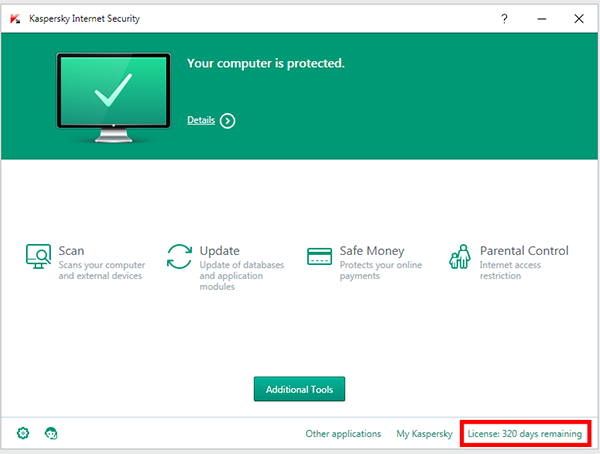 Kaspersky Internet Security
?
Your computer is protected.
Details
Scan
Scans your computer
and external devices
Update
Update of databases
and application
modules
Safe Money
Protects your online
payments
Parental Control
Internet access
restriction
Additional Tools
Other applications
My Kaspersky
License: 320 days remaining